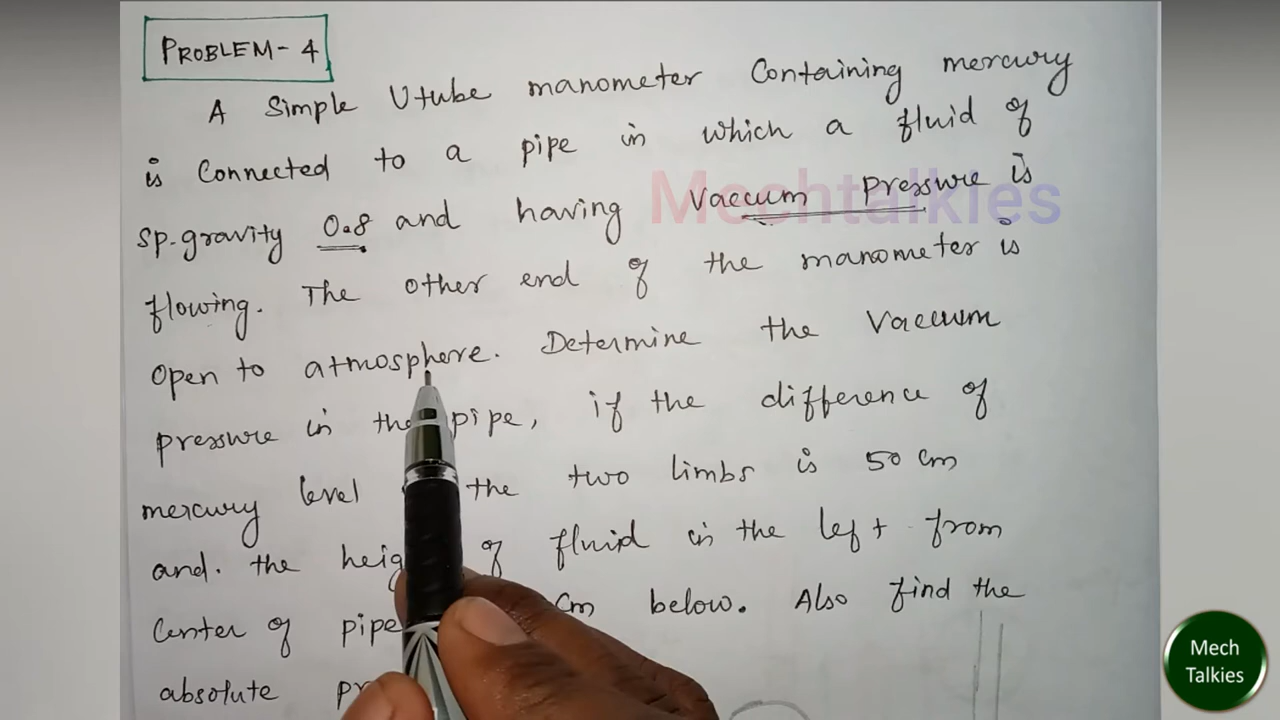 PROBLEM-4
A Simple Utube manometer Containing mercury
is Connected to a pipe in which a fluid of
sp.gravity 0.8 and having Vacuum pressure is
flowing. The other end of the manometer is
Open to atmosphere. Determine the Vacuum
pressure in the pipe, if the difference of
mercury level the two limbs is 50 cm
and. the of fluid in the left from
Center of pipe cm below. Also find the
absolute
Mechtalkies
Mech
Talkies